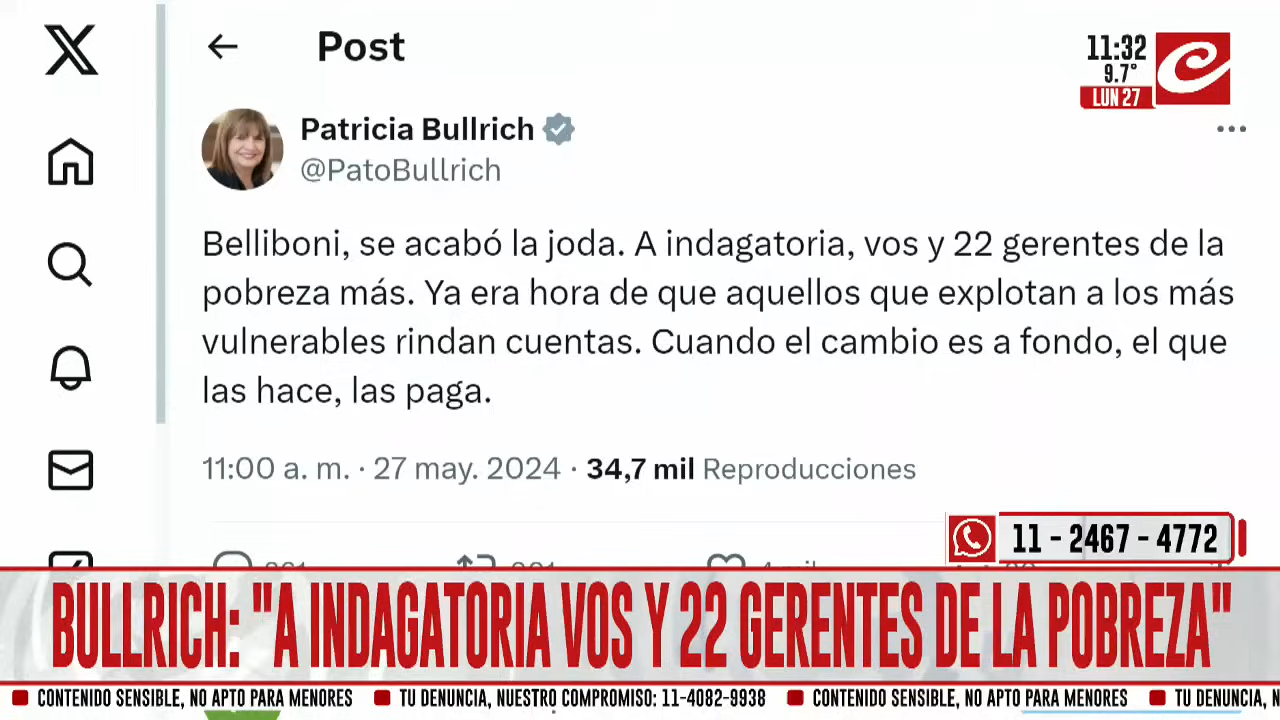 Post
11:32
9.7°
LUN 27
Patricia Bullrich
@PatoBullrich
Belliboni, se acabó la joda. A indagatoria, vos y 22 gerentes de la
pobreza más. Ya era hora de que aquellos que explotan a los más
vulnerables rindan cuentas. Cuando el cambio es a fondo, el que
las hace, las paga.
11:00 a. m. · 27 may. 2024 · 34,7 mil Reproducciones
11 - 2467 - 4772
BULLRICH: "A INDAGATORIA VOS Y 22 GERENTES DE LA POBREZA"
CONTENIDO SENSIBLE, NO APTO PARA MENORES TU DENUNCIA, NUESTRO COMPROMISO: 11-4082-9938 CONTENIDO SENSIBLE, NO APTO PARA MENORES TU DENUNCIA,